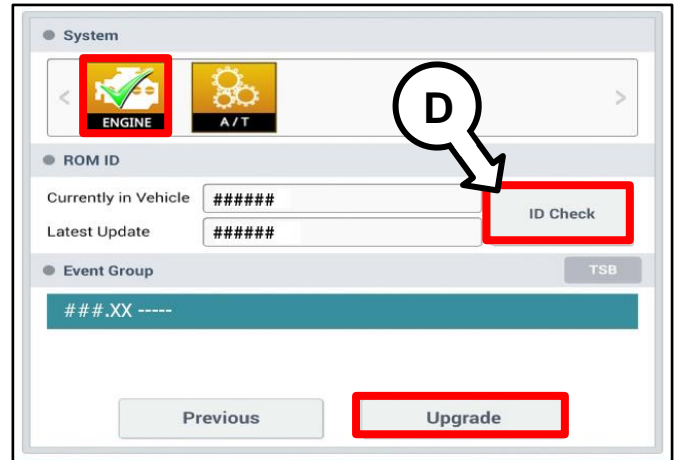 System
ENGINE
A/T
D
ROM ID
Currently in Vehicle ######
ID Check
Latest Update ######
Event Group
TSB
###.XX -----
Previous
Upgrade